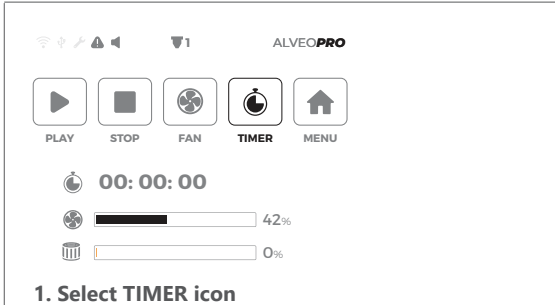 1 ALVEOPRO
PLAY STOP FAN TIMER MENU
00: 00: 00
42%
0%
1. Select TIMER icon